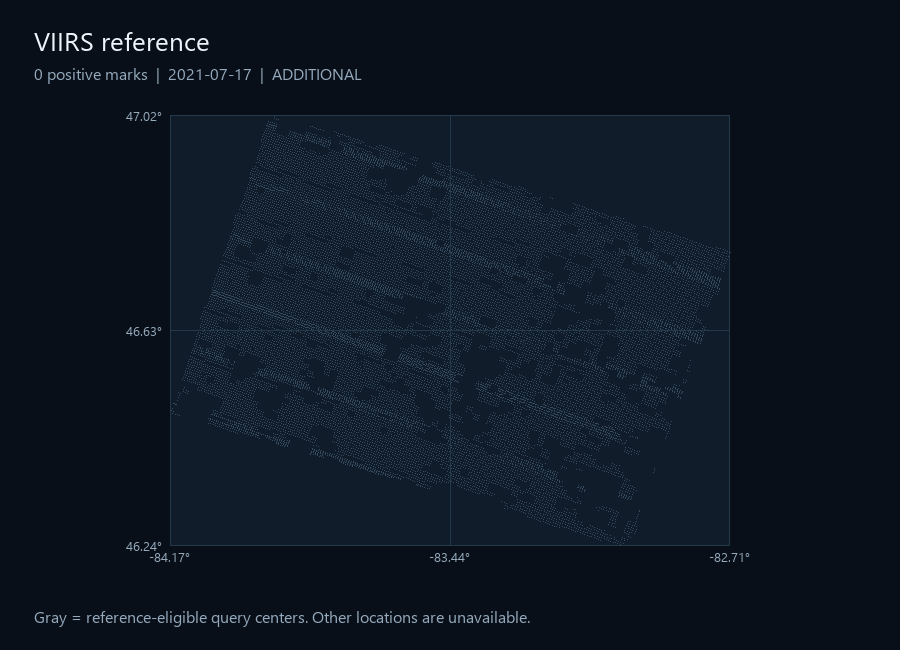 VIIRS reference
0 positive marks | 2021-07-17 | ADDITIONAL
47.02°
46.63°
46.24°
-84.17°
-83.44°
-82.71°
Gray = reference-eligible query centers. Other locations are unavailable.